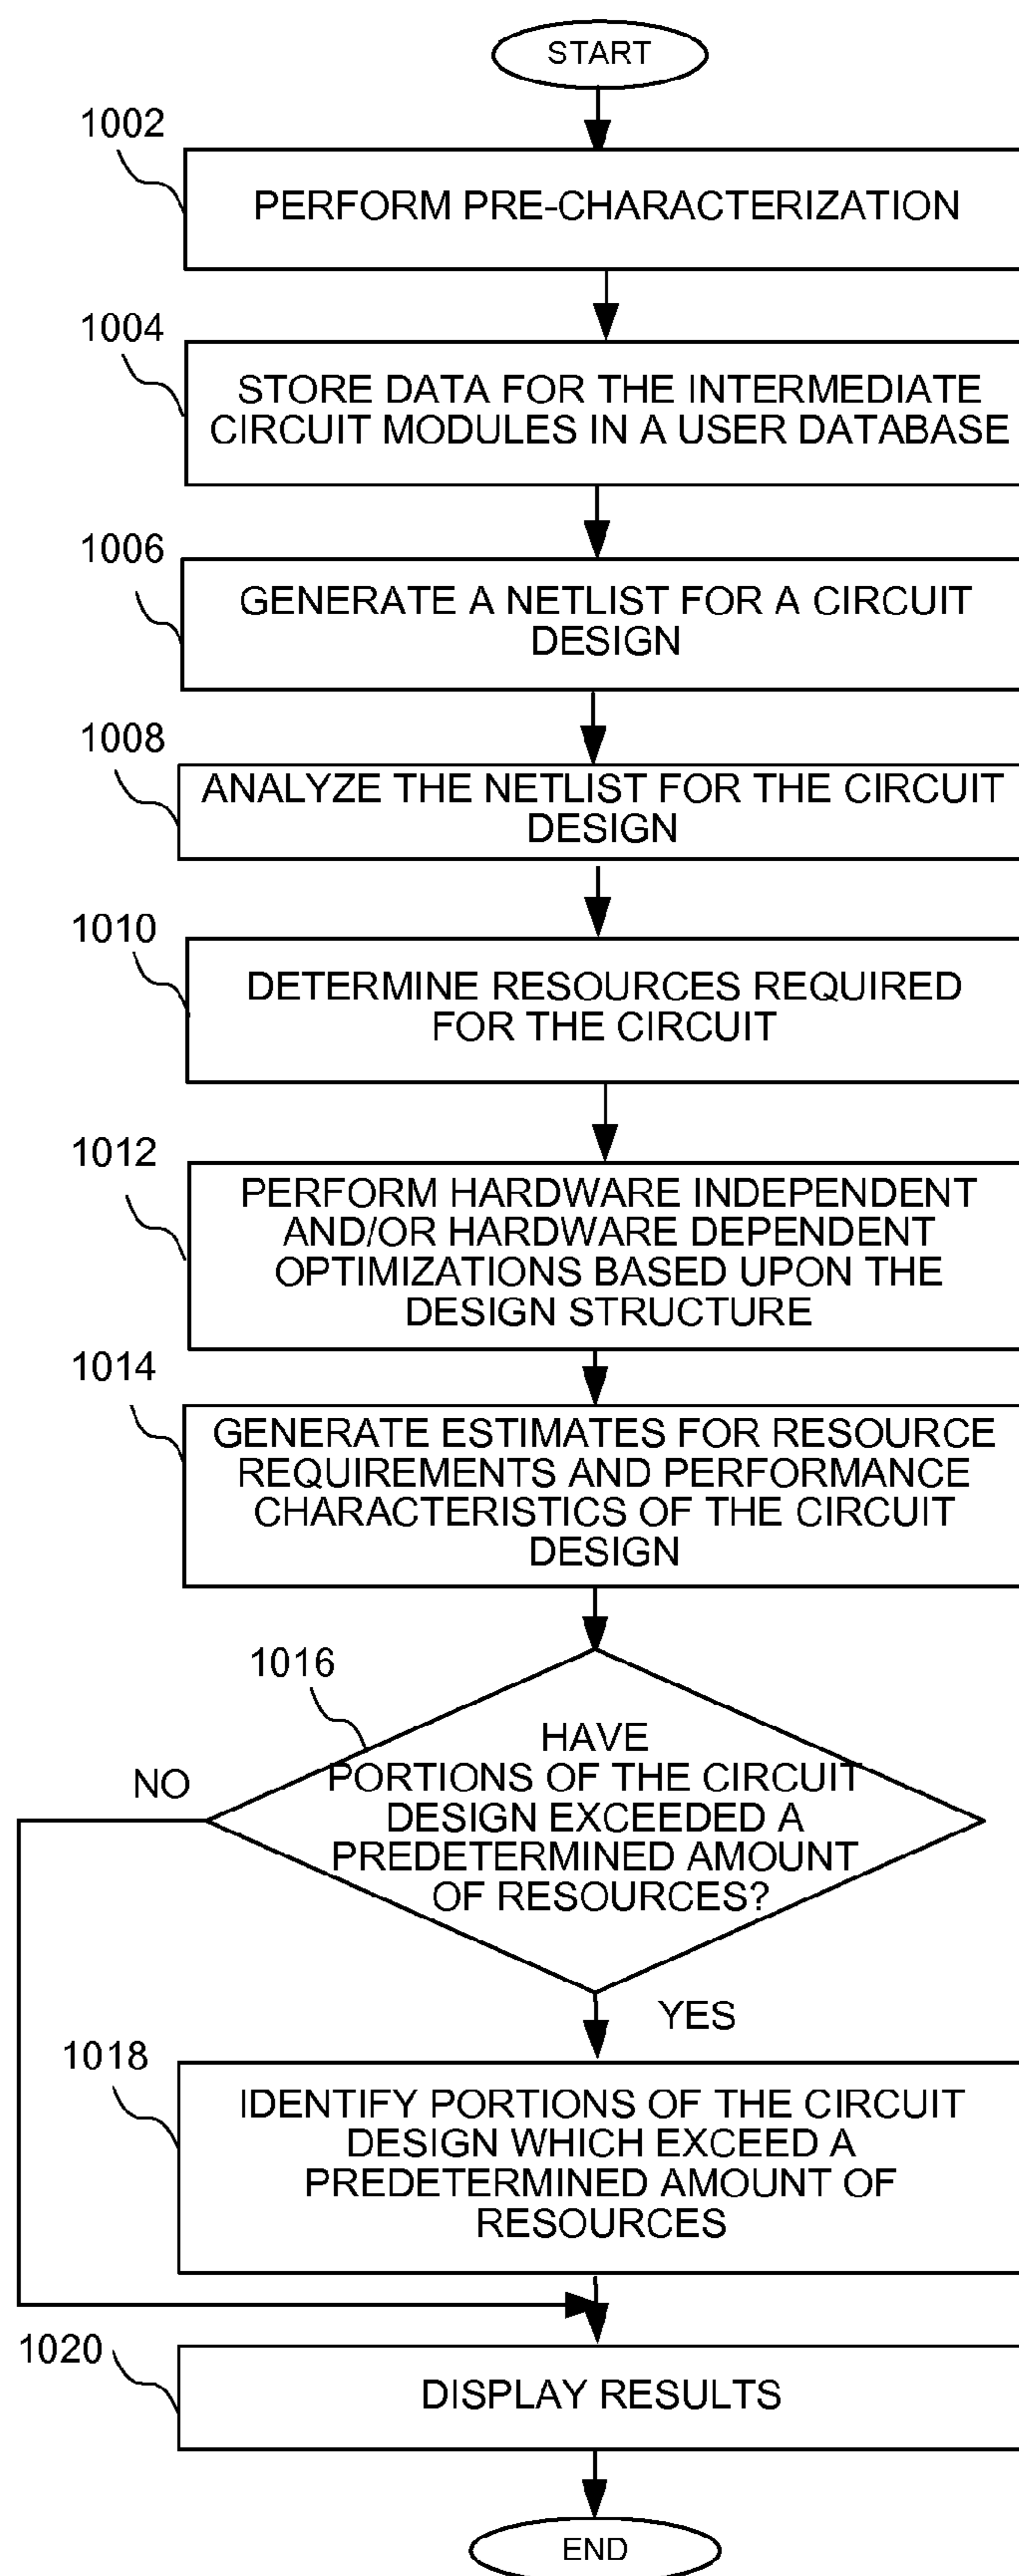 START
1002
PERFORM PRE-CHARACTERIZATION
1004
STORE DATA FOR THE INTERMEDIATE
CIRCUIT MODULES IN A USER DATABASE
1006
GENERATE A NETLIST FOR A CIRCUIT
DESIGN
1008
ANALYZE THE NETLIST FOR THE CIRCUIT
DESIGN
1010
DETERMINE RESOURCES REQUIRED
FOR THE CIRCUIT
1012
PERFORM HARDWARE INDEPENDENT
AND/OR HARDWARE DEPENDENT
OPTIMIZATIONS BASED UPON THE
DESIGN STRUCTURE
1014
GENERATE ESTIMATES FOR RESOURCE
REQUIREMENTS AND PERFORMANCE
CHARACTERISTICS OF THE CIRCUIT
DESIGN
1016
HAVE
PORTIONS OF THE CIRCUIT
DESIGN EXCEEDED A
PREDETERMINED AMOUNT
OF RESOURCES?
NO
YES
1018
IDENTIFY PORTIONS OF THE CIRCUIT
DESIGN WHICH EXCEED A
PREDETERMINED AMOUNT OF
RESOURCES
1020
DISPLAY RESULTS
END